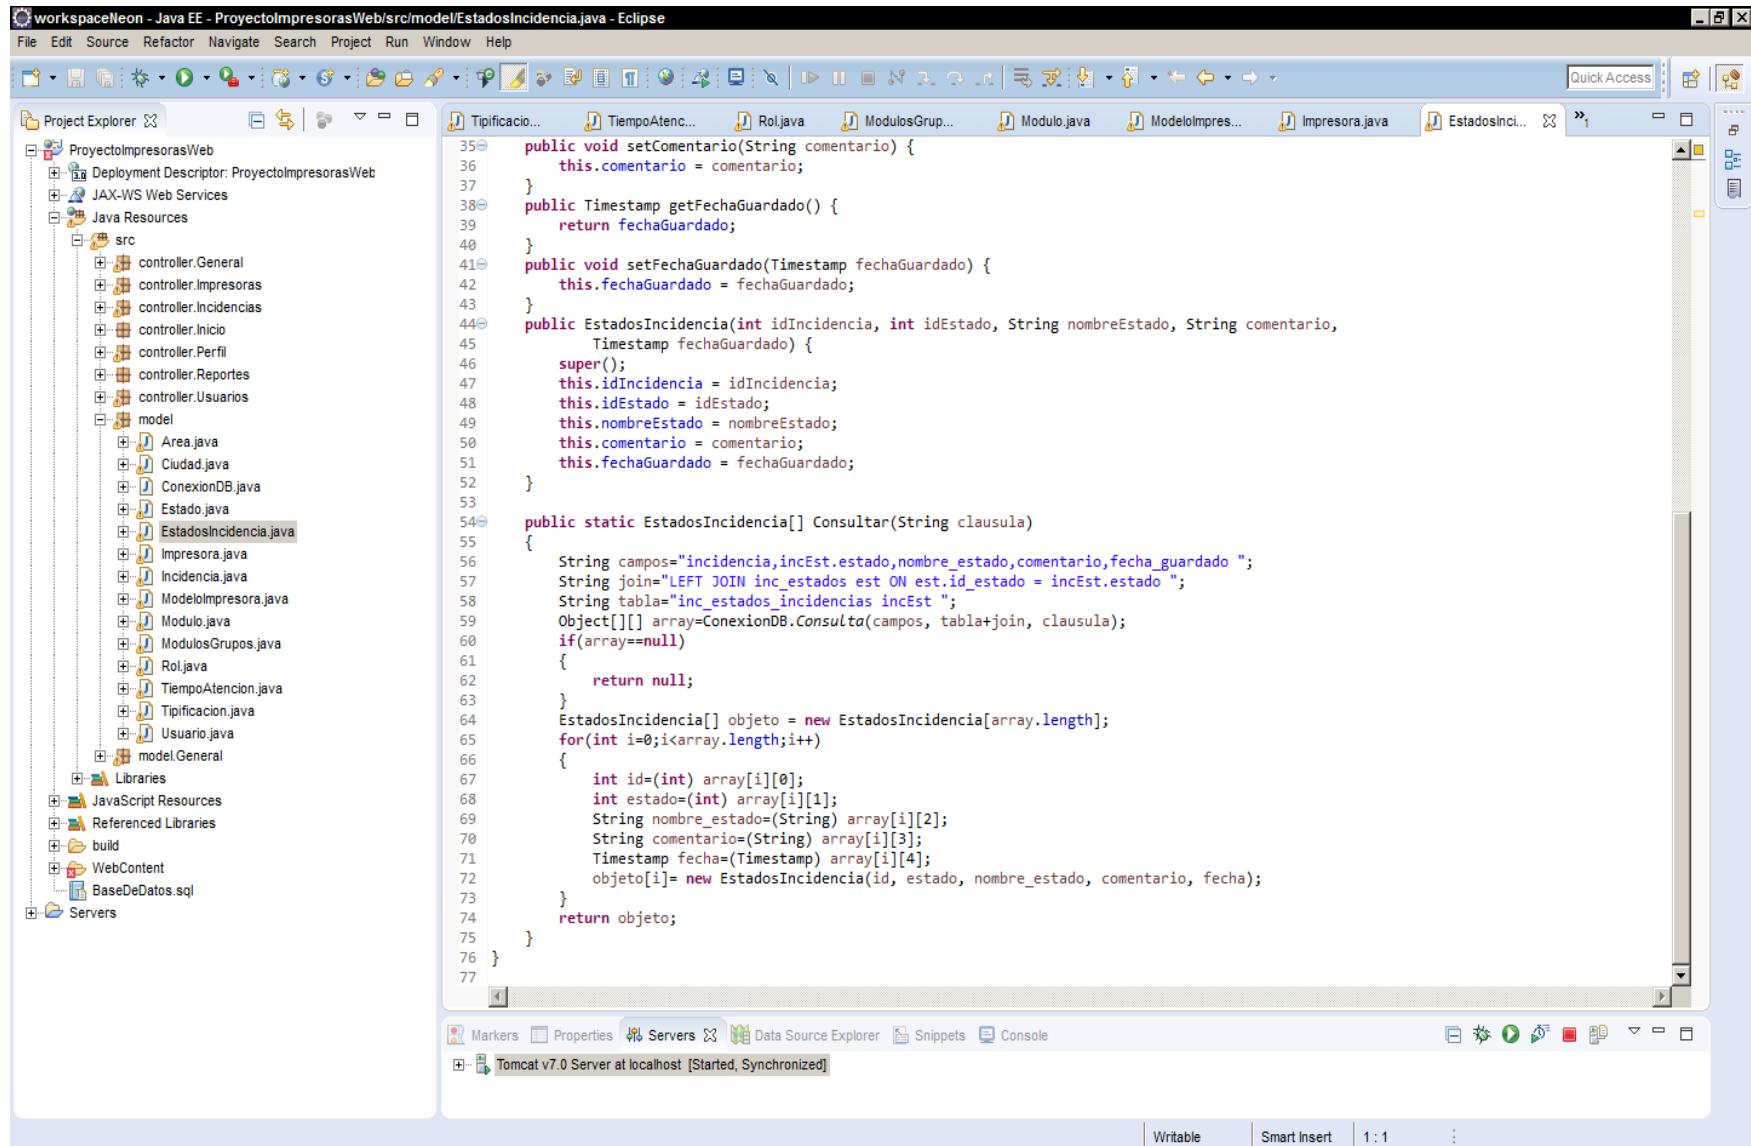 workspaceNeon - Java EE - ProyectoImpresorasWeb/src/model/EstadosIncidencia.java - Eclipse
File Edit Source Refactor Navigate Search Project Run Window Help
Quick Access
Project Explorer
ProyectoImpresorasWeb
Deployment Descriptor: ProyectoImpresorasWeb
JAX-WS Web Services
Java Resources
src
controller.General
controller.Impresoras
controller.Incidencias
controller.Inicio
controller.Perfil
controller.Reportes
controller.Usuarios
model
Area.java
Ciudad.java
ConexionDB.java
Estado.java
EstadosIncidencia.java
Impresora.java
Incidencia.java
ModeloImpresora.java
Modulo.java
ModulosGrupos.java
Rol.java
TiempoAtencion.java
Tipificacion.java
Usuario.java
model.General
Libraries
JavaScript Resources
Referenced Libraries
build
WebContent
BaseDeDatos.sql
Servers
Tipificacio... TiempoAtenc... Rol.java ModulosGrup... Modulo.java ModeloImpres... Impresora.java EstadosInci... »1
35 public void setComentario(String comentario) {
36 this.comentario = comentario;
37 }
38 public Timestamp getFechaGuardado() {
39 return fechaGuardado;
40 }
41 public void setFechaGuardado(Timestamp fechaGuardado) {
42 this.fechaGuardado = fechaGuardado;
43 }
44 public EstadosIncidencia(int idIncidencia, int idEstado, String nombreEstado, String comentario,
45 Timestamp fechaGuardado) {
46 super();
47 this.idIncidencia = idIncidencia;
48 this.idEstado = idEstado;
49 this.nombreEstado = nombreEstado;
50 this.comentario = comentario;
51 this.fechaGuardado = fechaGuardado;
52 }
53
54 public static EstadosIncidencia[] Consultar(String clausula)
55 {
56 String campos="incidencia,incEst.estado,nombre_estado,comentario,fecha_guardado ";
57 String join="LEFT JOIN inc_estados est ON est.id_estado = incEst.estado ";
58 String tabla="inc_estados_incidencias incEst ";
59 Object[][] array=ConexionDB.Consulta(campos, tabla+join, clausula);
60 if(array==null)
61 {
62 return null;
63 }
64 EstadosIncidencia[] objeto = new EstadosIncidencia[array.length];
65 for(int i=0;i<array.length;i++)
66 {
67 int id=(int) array[i][0];
68 int estado=(int) array[i][1];
69 String nombre_estado=(String) array[i][2];
70 String comentario=(String) array[i][3];
71 Timestamp fecha=(Timestamp) array[i][4];
72 objeto[i]= new EstadosIncidencia(id, estado, nombre_estado, comentario, fecha);
73 }
74 return objeto;
75 }
76 }
77
Markers Properties Servers Data Source Explorer Snippets Console
Tomcat v7.0 Server at localhost [Started, Synchronized]
Writable Smart Insert 1 : 1